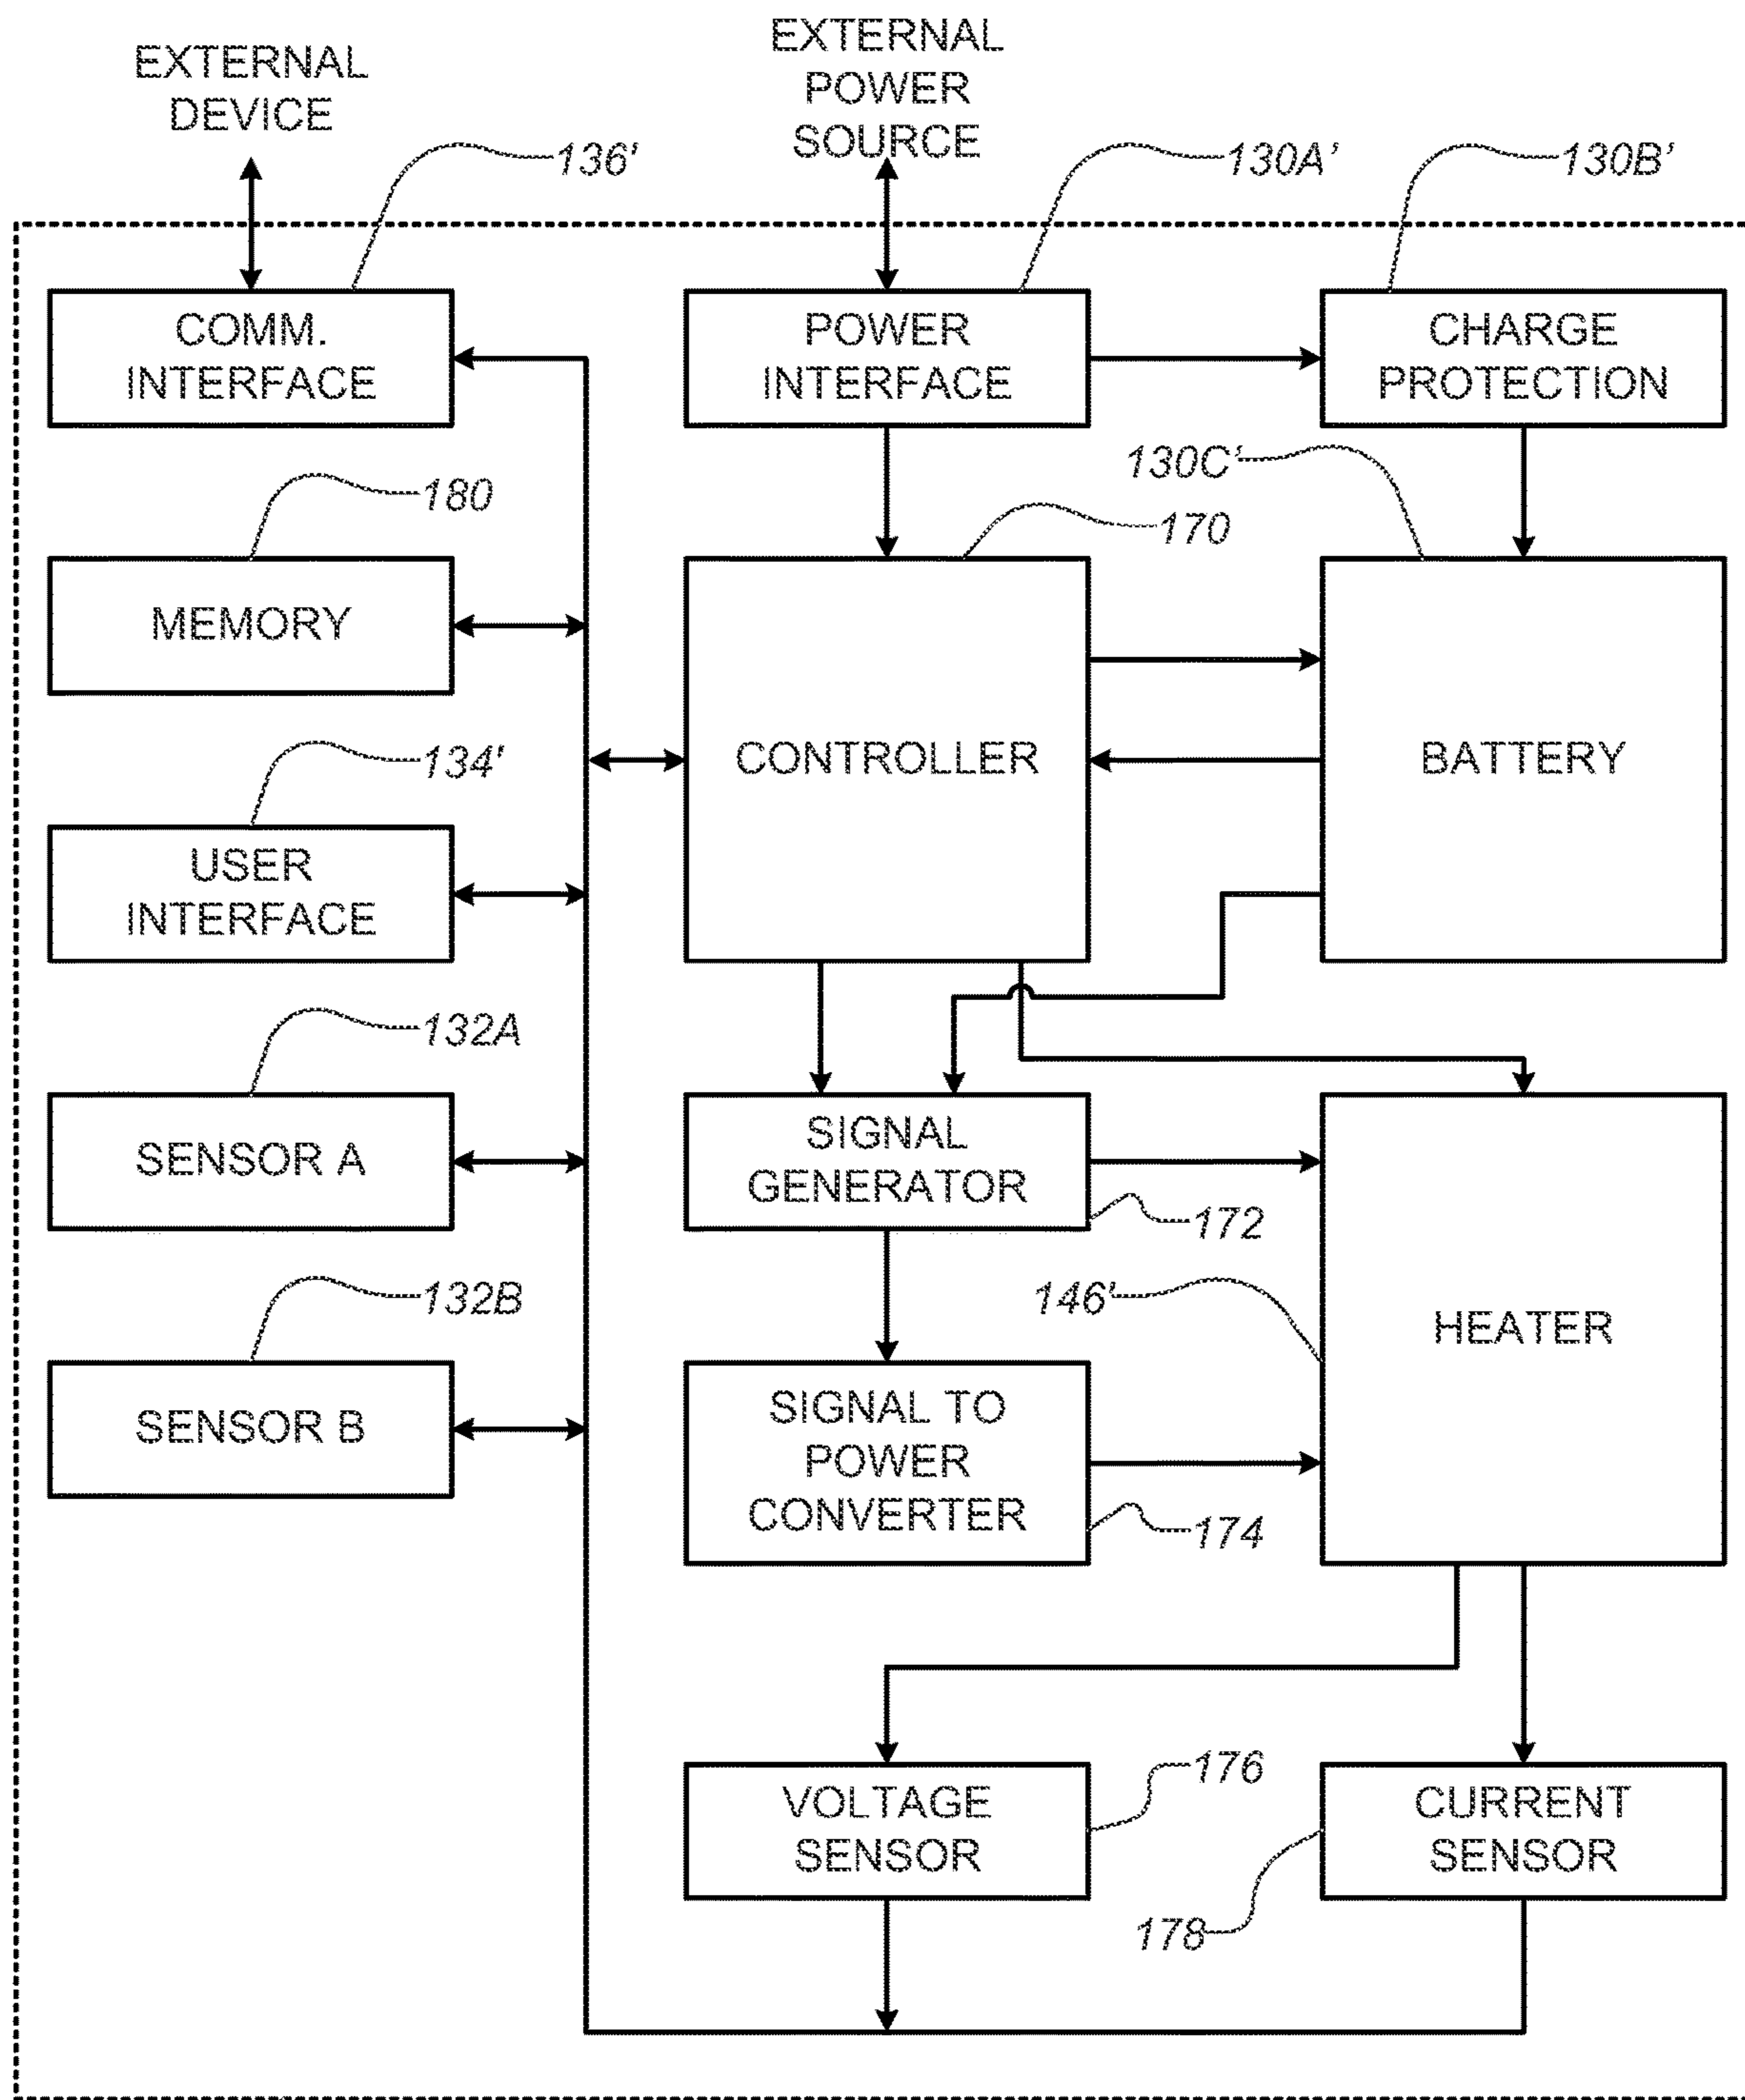 EXTERNAL
DEVICE
EXTERNAL
POWER
SOURCE
136'
130A'
130B'
COMM.
INTERFACE
POWER
INTERFACE
CHARGE
PROTECTION
130C'
180
170
MEMORY
CONTROLLER
BATTERY
134'
USER
INTERFACE
132A
SENSOR A
SIGNAL
GENERATOR
172
132B
146'
HEATER
SENSOR B
SIGNAL TO
POWER
CONVERTER
174
176
VOLTAGE
SENSOR
CURRENT
SENSOR
178